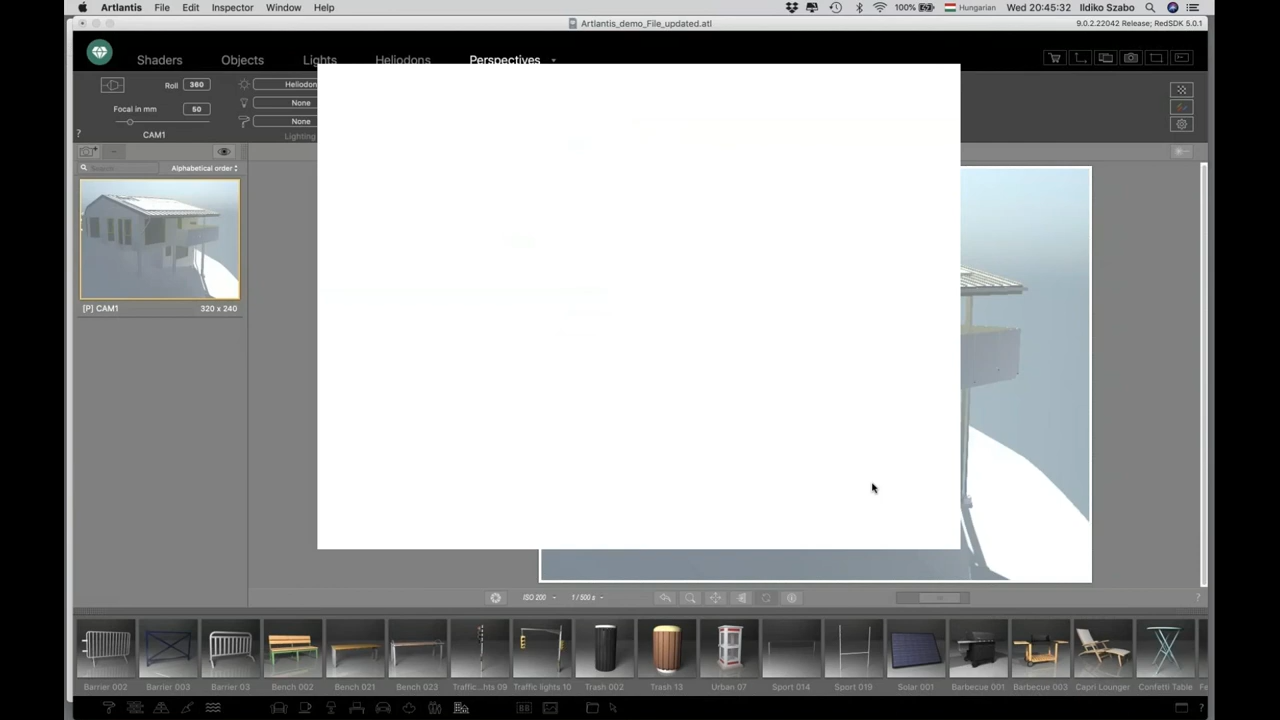 Artlantis File Edit Inspector Window Help 100% Hungarian Wed 20:45:32 Ildiko Szabo
Artlantis_demo_File_updated.atl 9.0.2.22042 Release; RedSDK 5.0.1
Shaders Objects Lights Heliodons Perspectives
Roll 360 Heliodon
Focal in mm 50 None
None
? CAM1 Lighting
Search Alphabetical order
[P] CAM1 320 x 240
ISO 200 1 / 500 s ?
Barrier 002 Barrier 003 Barrier 03 Bench 002 Bench 021 Bench 023 Traffic...hts 09 Traffic lights 10 Trash 002 Trash 13 Urban 07 Sport 014 Sport 019 Solar 001 Barbecue 001 Barbecue 003 Capri Lounger Confetti Table Fe
?